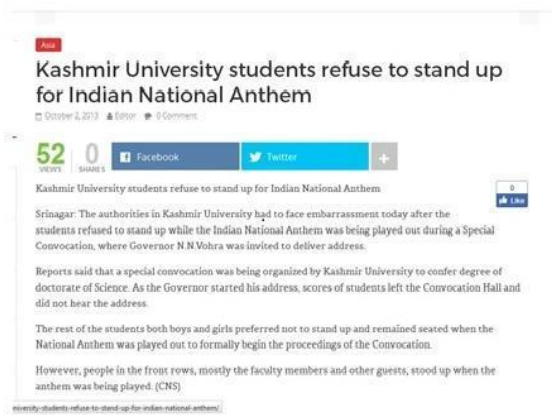 Asia
Kashmir University students refuse to stand up
for Indian National Anthem
October 2, 2013 Editor 0 Comment
52 0 Facebook Twitter +
VIEWS SHARES
0
Like
Kashmir University students refuse to stand up for Indian National Anthem
Srinagar: The authorities in Kashmir University had to face embarrassment today after the
students refused to stand up while the Indian National Anthem was being played out during a Special
Convocation, where Governor N.N.Vohra was invited to deliver address.
Reports said that a special convocation was being organized by Kashmir University to confer degree of
doctorate of Science. As the Governor started his address, scores of students left the Convocation Hall and
did not hear the address.
The rest of the students both boys and girls preferred not to stand up and remained seated when the
National Anthem was played out to formally begin the proceedings of the Convocation.
However, people in the front rows, mostly the faculty members and other guests, stood up when the
anthem was being played. (CNS)
niversity-students-refuse-to-stand-up-for-indian-national-anthem/